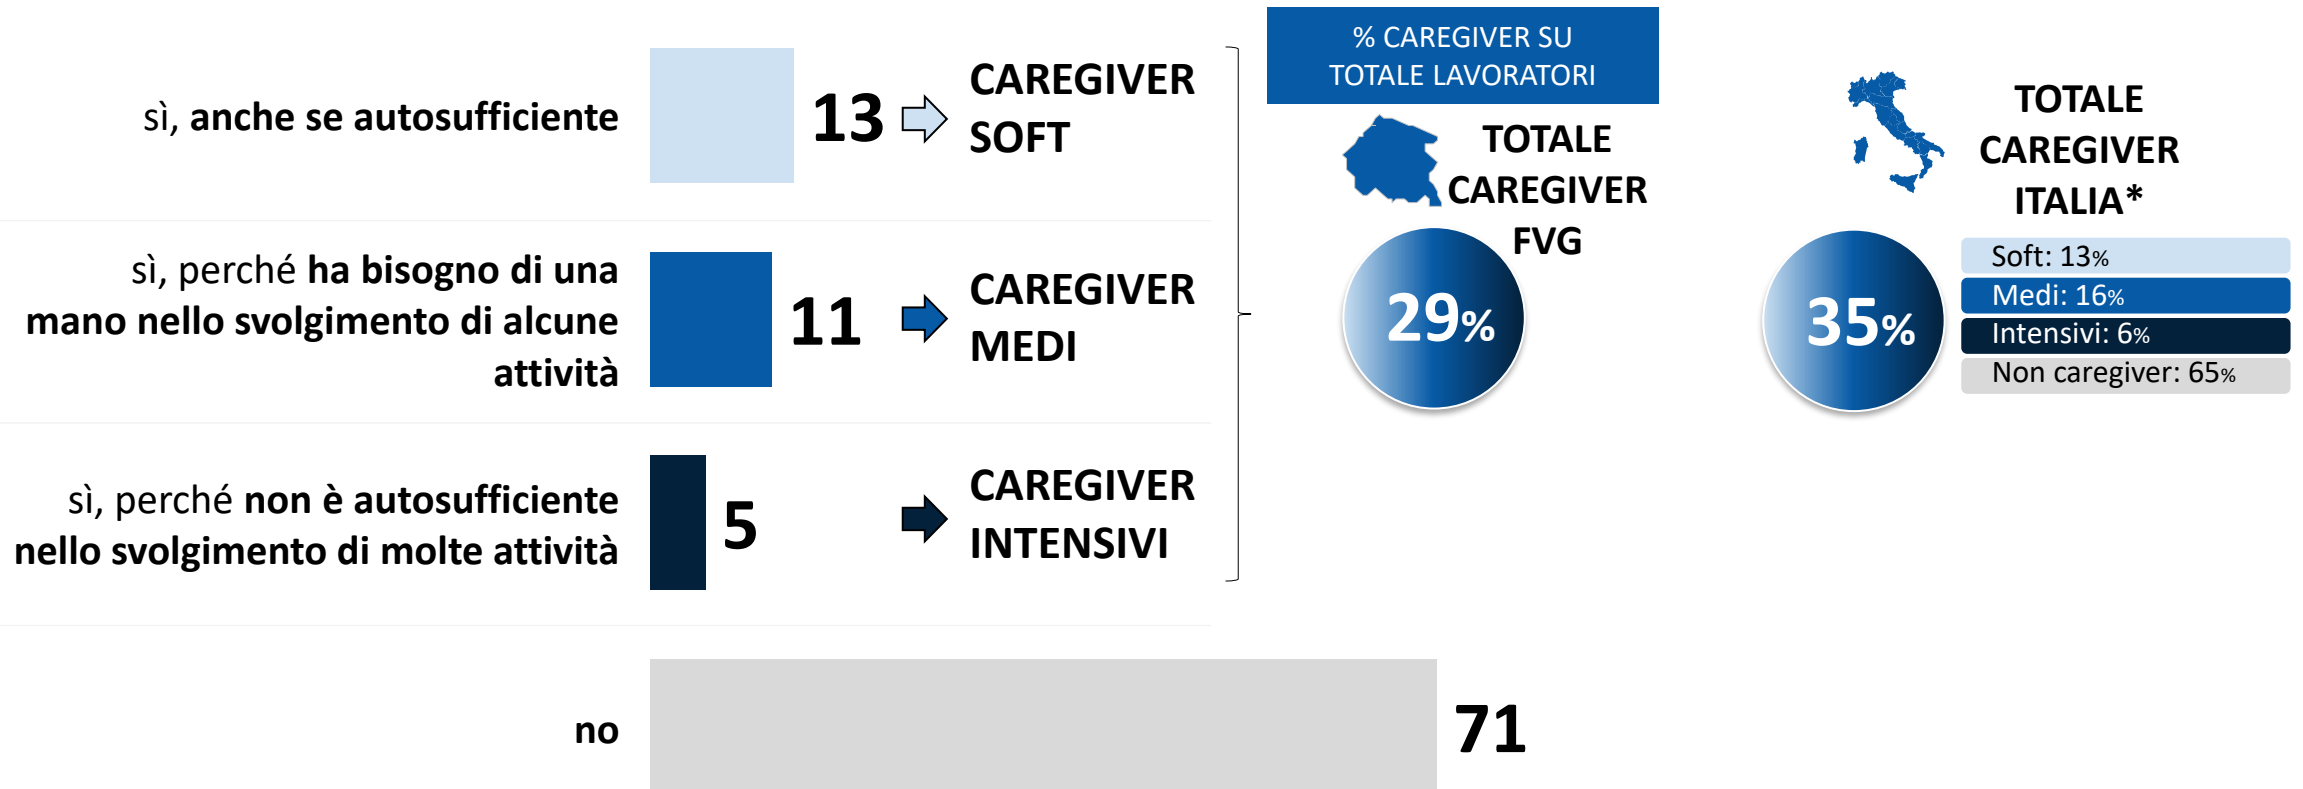 sì, anche se autosufficiente
13
CAREGIVER
SOFT
sì, perché ha bisogno di una
mano nello svolgimento di alcune
attività
11
CAREGIVER
MEDI
sì, perché non è autosufficiente
nello svolgimento di molte attività
5
CAREGIVER
INTENSIVI
no
71
% CAREGIVER SU
TOTALE LAVORATORI
TOTALE
CAREGIVER
FVG
29%
TOTALE
CAREGIVER
ITALIA*
35%
Soft: 13%
Medi: 16%
Intensivi: 6%
Non caregiver: 65%